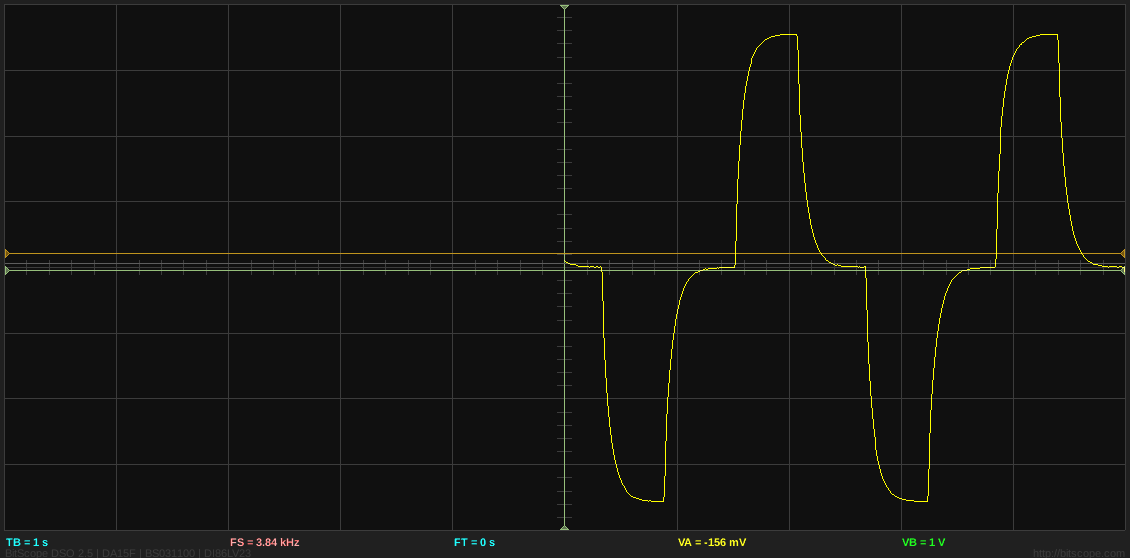 TB = 1 s FS = 3.84 kHz FT = 0 s VA = -156 mV VB = 1 V
BitScope DSO 2.5 | DA15F | BS031100 | DI86LV23 http://bitscope.com